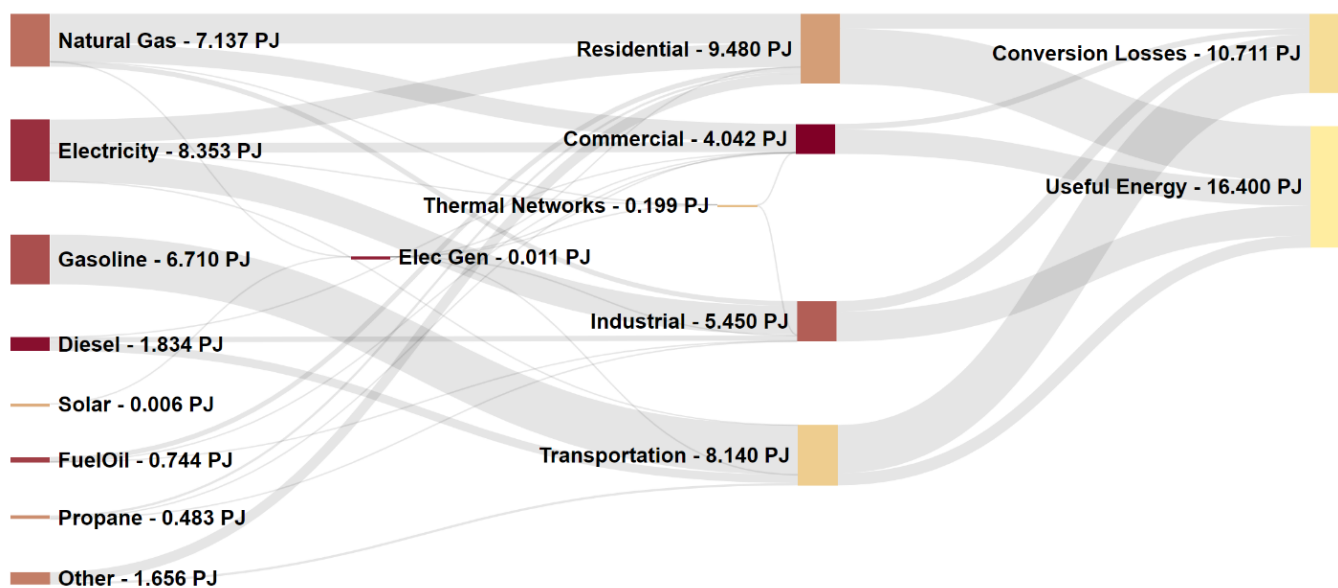 Natural Gas - 7.137 PJ
Electricity - 8.353 PJ
Gasoline - 6.710 PJ
Diesel - 1.834 PJ
Solar - 0.006 PJ
FuelOil - 0.744 PJ
Propane - 0.483 PJ
Other - 1.656 PJ
Elec Gen - 0.011 PJ
Thermal Networks - 0.199 PJ
Residential - 9.480 PJ
Commercial - 4.042 PJ
Industrial - 5.450 PJ
Transportation - 8.140 PJ
Conversion Losses - 10.711 PJ
Useful Energy - 16.400 PJ